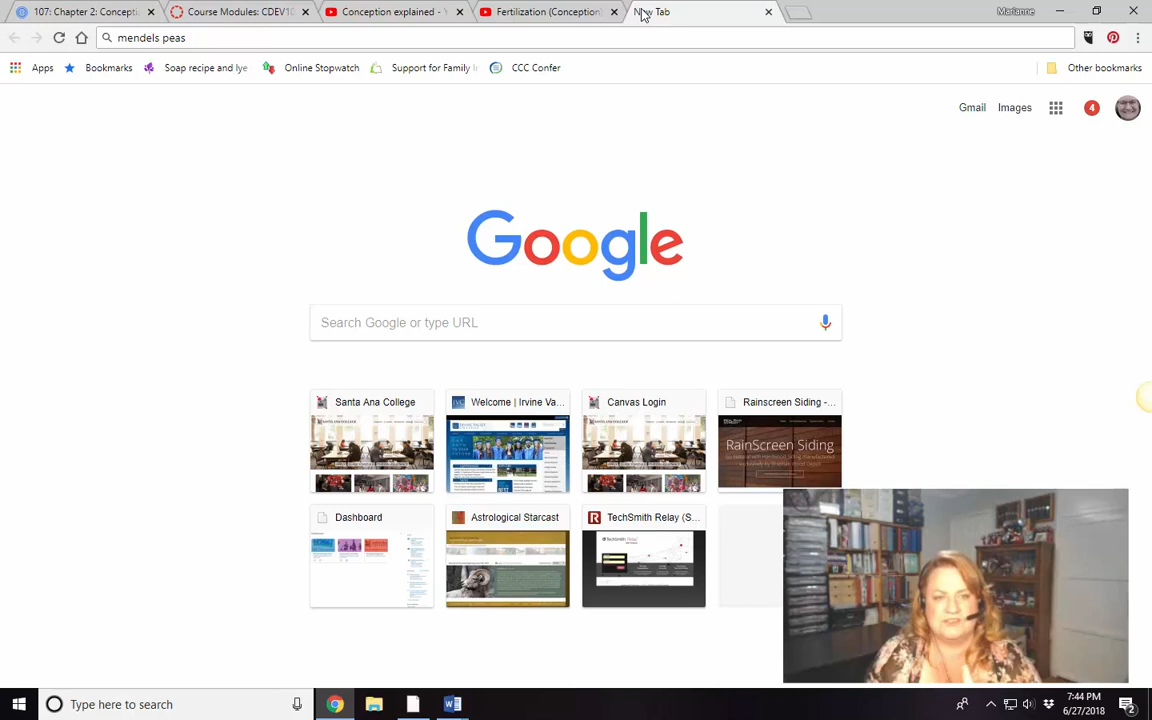 107: Chapter 2: Concepti
Course Modules: CDEV10
Conception explained - Y
Fertilization (Conception)
New Tab
Marianne
mendels peas
Apps
Bookmarks
Soap recipe and lye
Online Stopwatch
Support for Family I
CCC Confer
Other bookmarks
Gmail
Images
4
Google
Search Google or type URL
Santa Ana College
Welcome | Irvine Va...
Canvas Login
Rainscreen Siding -...
RainScreen Siding
Dashboard
Astrological Starcast
TechSmith Relay (S...
Type here to search
7:44 PM
6/27/2018
2